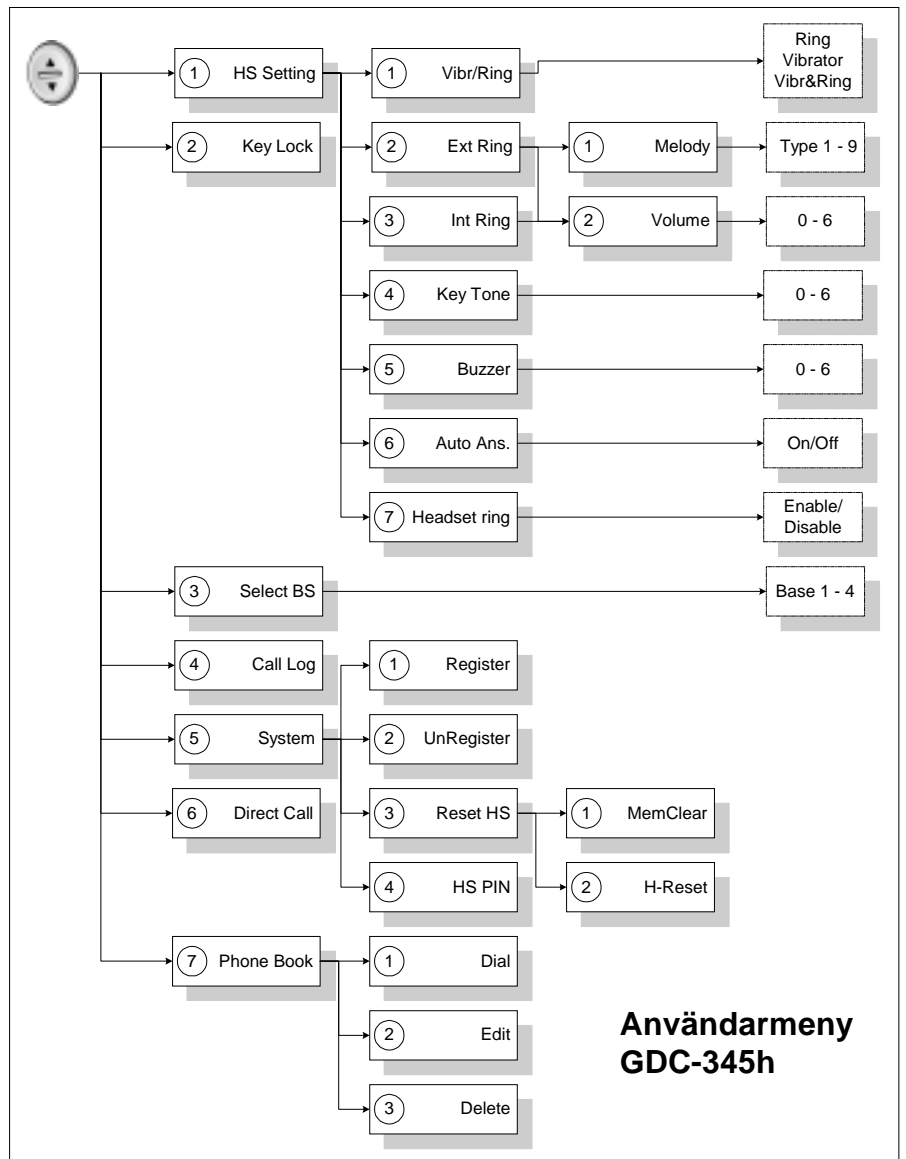 Ring
Vibrator
Vibr&Ring
1 HS Setting
1 Vibr/Ring
2 Key Lock
2 Ext Ring
1 Melody
Type 1 - 9
3 Int Ring
2 Volume
0 - 6
4 Key Tone
0 - 6
5 Buzzer
0 - 6
6 Auto Ans.
On/Off
7 Headset ring
Enable/
Disable
3 Select BS
Base 1 - 4
4 Call Log
1 Register
5 System
2 UnRegister
6 Direct Call
3 Reset HS
1 MemClear
4 HS PIN
2 H-Reset
7 Phone Book
1 Dial
2 Edit
3 Delete
Användarmeny
GDC-345h